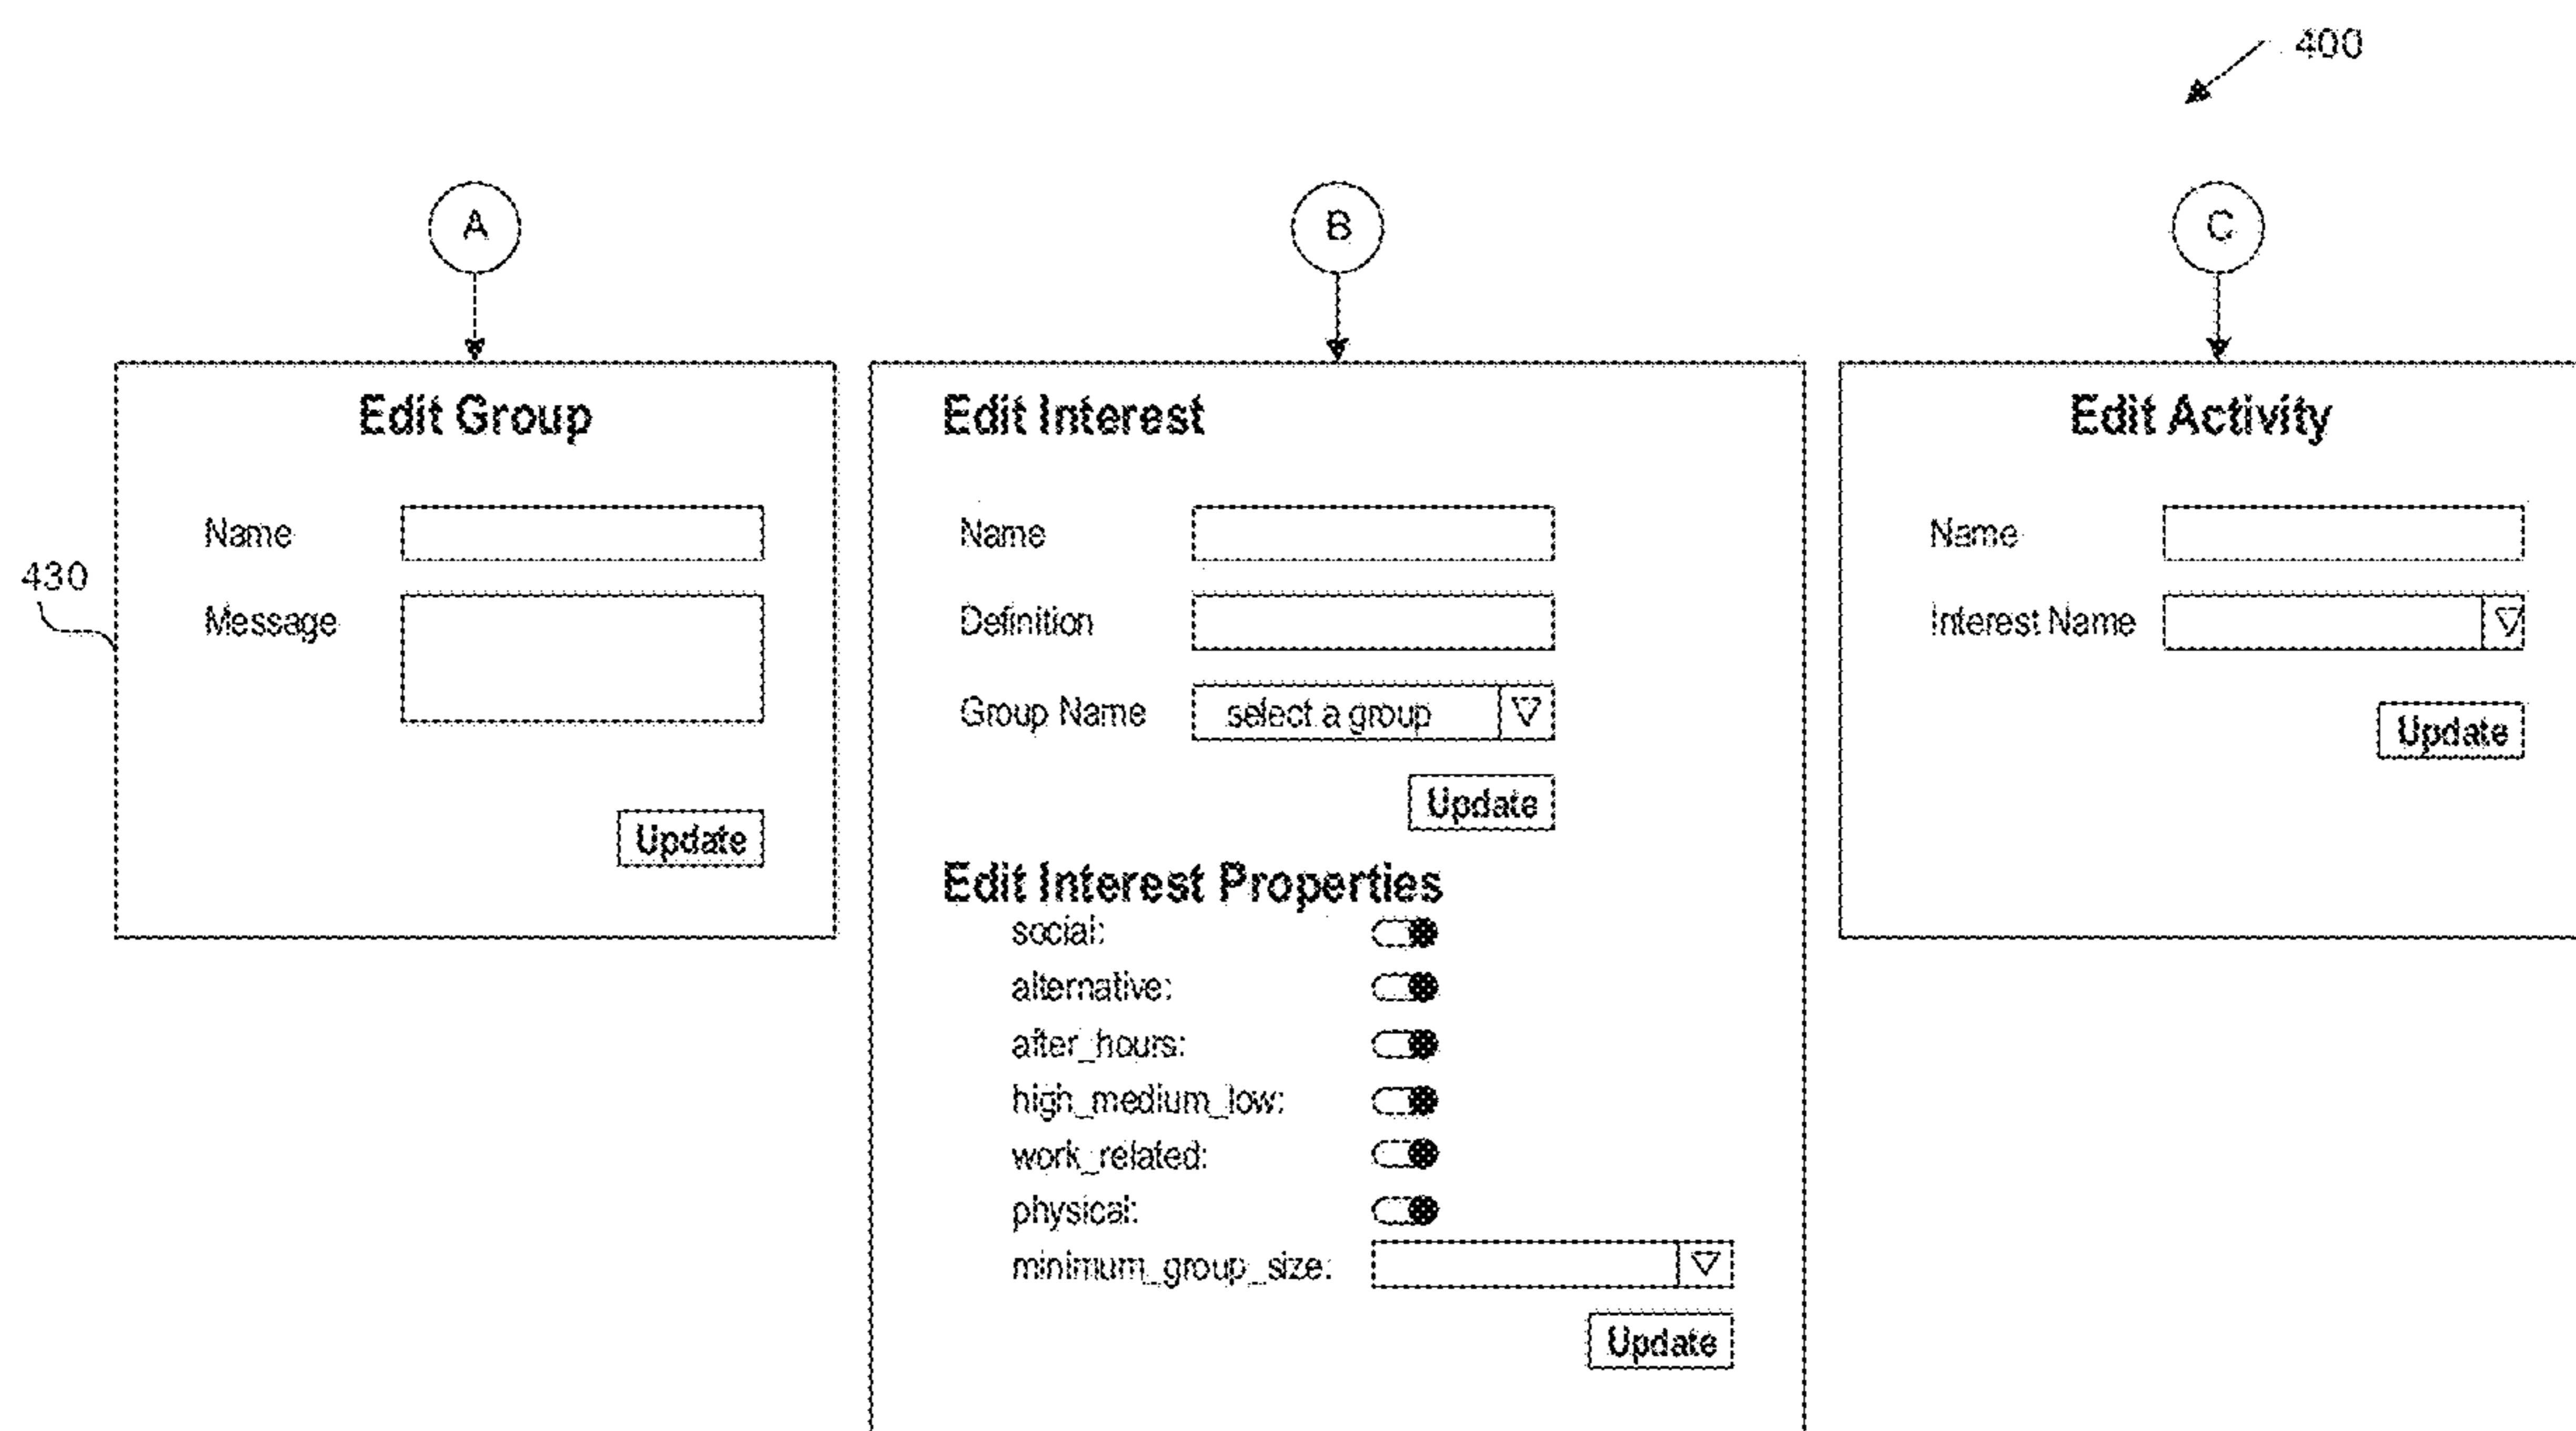 400
A
B
C
Edit Group
Name
430
Message
Update
Edit Interest
Name
Definition
Group Name select a group
Update
Edit Interest Properties
social:
alternative:
after_hours:
high_medium_low:
work_related:
physical:
minimum_group_size:
Update
Edit Activity
Name
Interest Name
Update